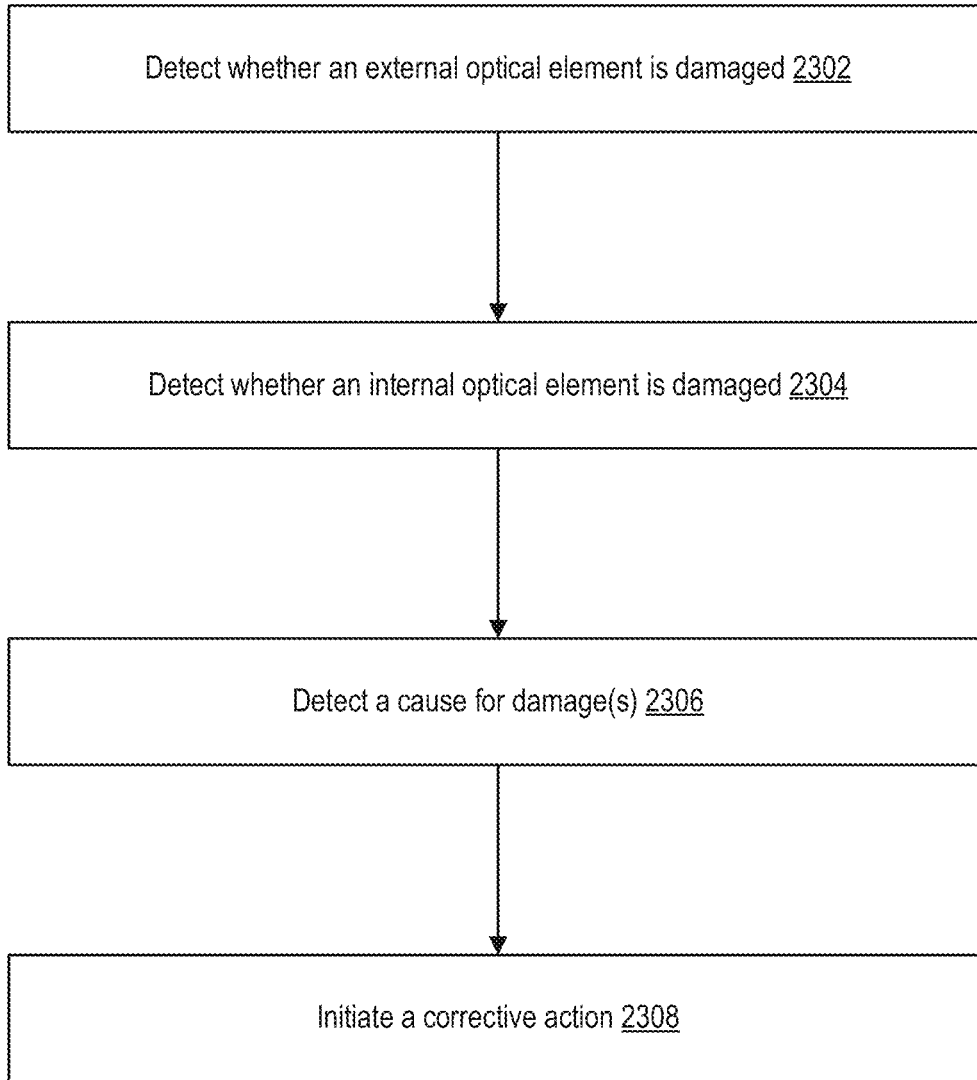 Detect whether an external optical element is damaged 2302
Detect whether an internal optical element is damaged 2304
Detect a cause for damage(s) 2306
Initiate a corrective action 2308